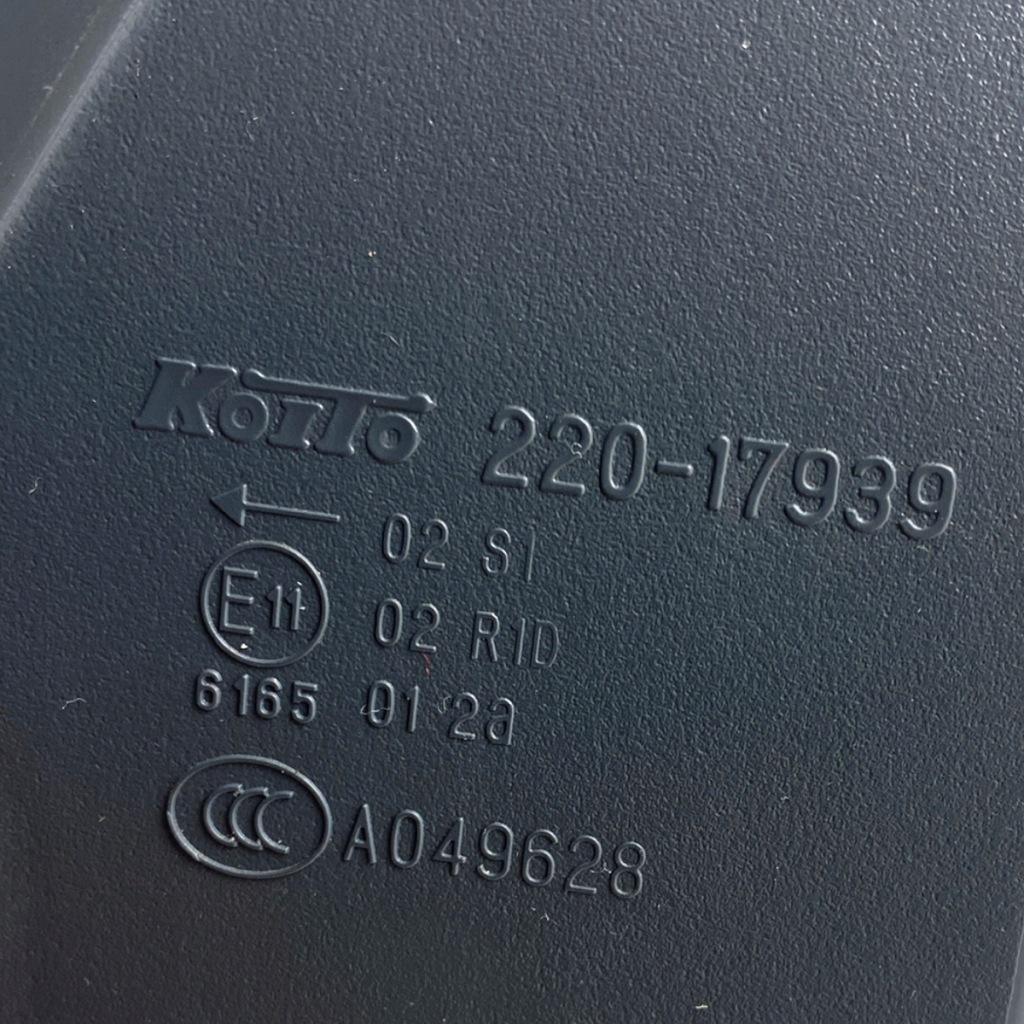 KOITO 220-17939
02 S1
E11 02 R1D
6165 01 2a
CCC A049628